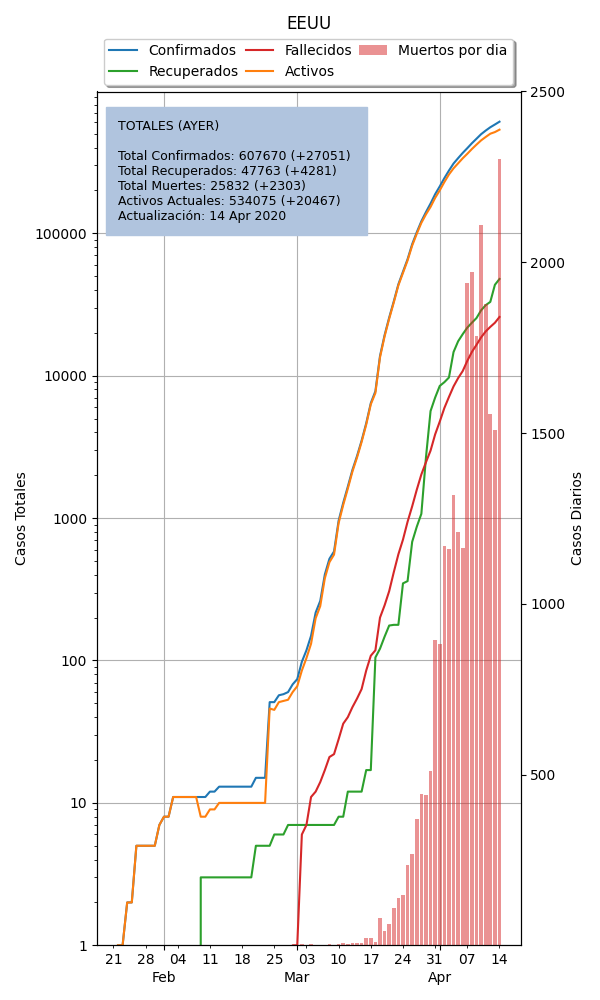 EEUU
Confirmados
Fallecidos
Muertos por dia
Recuperados
Activos
TOTALES (AYER)
Total Confirmados: 607670 (+27051)
Total Recuperados: 47763 (+4281)
Total Muertes: 25832 (+2303)
Activos Actuales: 534075 (+20467)
Actualización: 14 Apr 2020
Casos Totales
100000
10000
1000
100
10
1
2500
2000
1500
1000
500
Casos Diarios
21 28 04 11 18 25 03 10 17 24 31 07 14
Feb Mar Apr